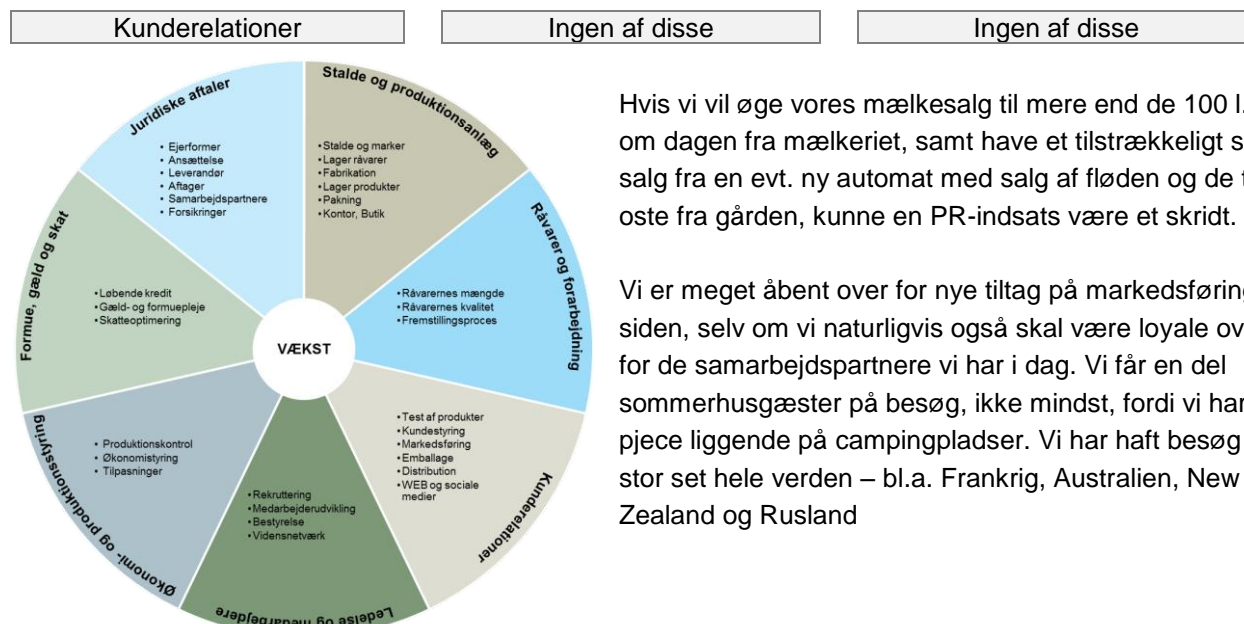 Kunderelationer
Ingen af disse
Ingen af disse
Juridiske aftaler
• Ejerformer
• Ansættelse
• Leverandør
• Aftager
• Samarbejdspartnere
• Forsikringer
Stalde og produktionsanlæg
•Stalde og marker
•Lager råvarer
•Fabrikation
•Lager produkter
•Pakning
•Kontor, Butik
Råvarer og forarbejdning
•Råvarernes mængde
•Råvarernes kvalitet
•Fremstillingsproces
Kunderelationer
•Test af produkter
•Kundestyring
•Markedsføring
•Emballage
•Distribution
•WEB og sociale
medier
Ledelse og medarbejdere
•Rekruttering
•Medarbejderudvikling
•Bestyrelse
•Vidensnetværk
Økonomi- og produktionsstyring
• Produktionskontrol
• Økonomistyring
• Tilpasninger
Formue, gæld og skat
•Løbende kredit
•Gæld- og formuepleje
•Skatteoptimering
VÆKST
Hvis vi vil øge vores mælkesalg til mere end de 100 l.
om dagen fra mælkeriet, samt have et tilstrækkeligt
salg fra en evt. ny automat med salg af fløden og de
oste fra gården, kunne en PR-indsats være et skridt.
Vi er meget åbent over for nye tiltag på markedsføring
siden, selv om vi naturligvis også skal være loyale
for de samarbejdspartnere vi har i dag. Vi får en del
sommerhusgæster på besøg, ikke mindst, fordi vi har
pjece liggende på campingpladser. Vi har haft besøg
stor set hele verden – bl.a. Frankrig, Australien, New
Zealand og Rusland